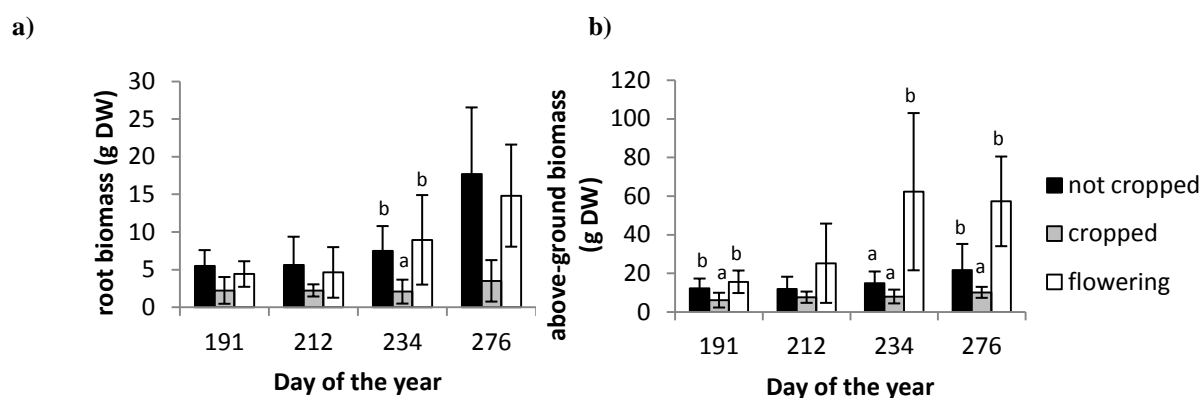 a)
root biomass (g DW)
30
25
20
15
10
5
0
b
a
b
191 212 234 276
Day of the year
b)
above-ground biomass
(g DW)
120
100
80
60
40
20
0
b
a
b
a
a
b
b
a
b
191 212 234 276
Day of the year
not cropped
cropped
flowering